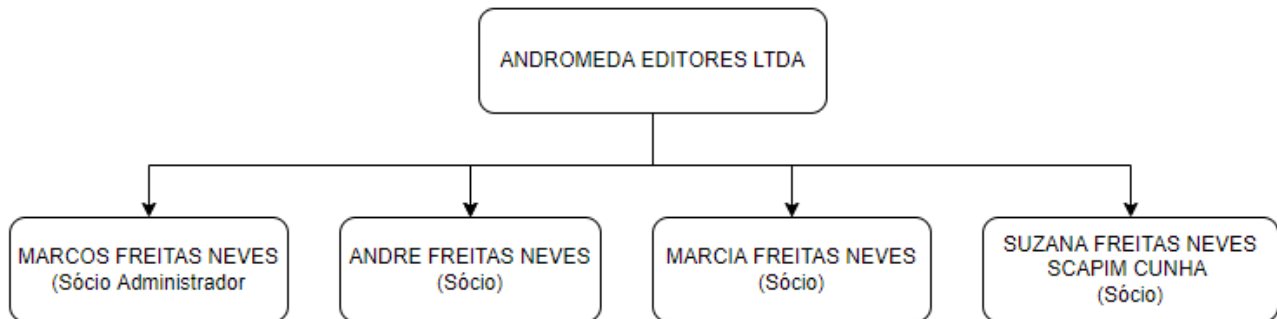 ANDROMEDA EDITORES LTDA
MARCOS FREITAS NEVES
(Sócio Administrador
ANDRE FREITAS NEVES
(Sócio)
MARCIA FREITAS NEVES
(Sócio)
SUZANA FREITAS NEVES
SCAPIM CUNHA
(Sócio)